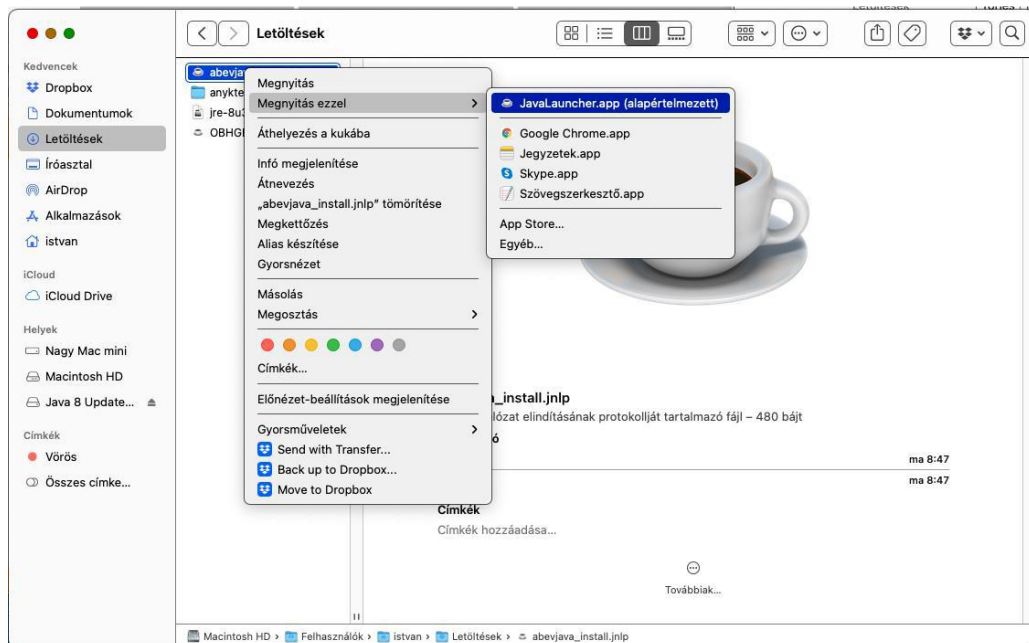 Letöltések
Kedvencek
Dropbox
Dokumentumok
Letöltések
Íróasztal
AirDrop
Alkalmazások
istvan
iCloud
iCloud Drive
Helyek
Nagy Mac mini
Macintosh HD
Java 8 Update...
Címkék
Vörös
Összes címke...
Megnyitás
Megnyitás ezzel
Áthelyezés a kukába
Infó megjelenítése
Átnevezés
„abevjava_install.jnlp” tömörítése
Megkettőzés
Alias készítése
Gyorsnézet
Másolás
Megosztás
Címkék...
Előnézet-beállítások megjelenítése
Gyorsműveletek
Send with Transfer...
Back up to Dropbox...
Move to Dropbox
JavaLauncher.app (alapértelmezett)
Google Chrome.app
Jegyzetek.app
Skype.app
Szövegszerkesztő.app
App Store...
Egyéb...
_install.jnlp
tartalmazó fájl – 480 bájt
elindításának protokollját
ma 8:47
ma 8:47
Címkék
Címkék hozzáadása...
Továbbiak...
Macintosh HD › Felhasználók › istvan › Letöltések › abevjava_install.jnlp